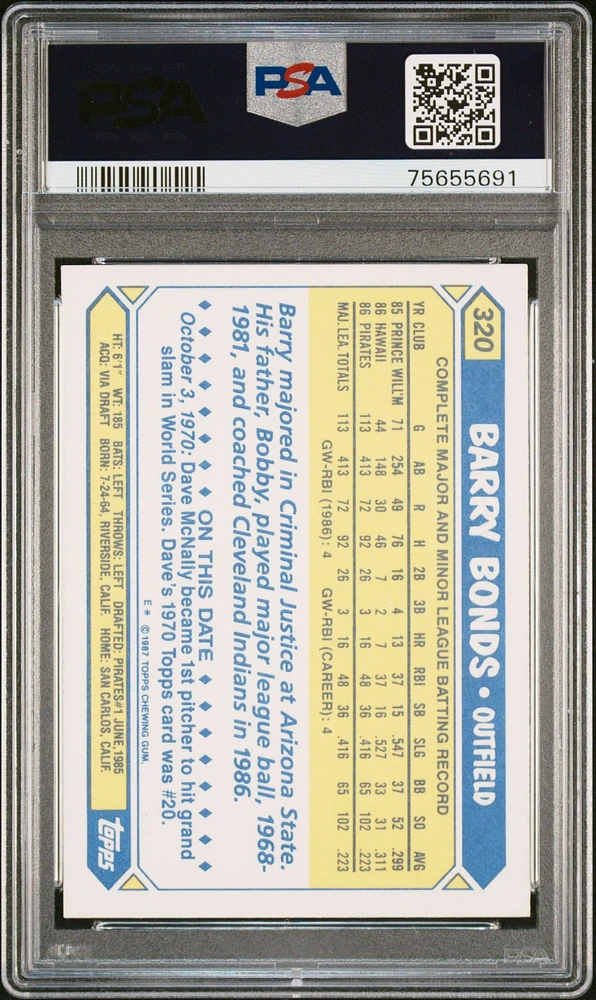 PSA
PSA
75655691
320
BARRY BONDS • OUTFIELD
COMPLETE MAJOR AND MINOR LEAGUE BATTING RECORD
YR CLUB G AB R H 2B 3B HR RBI SB SLG BB SO AVG
85 PRINCE WILL'M 71 254 49 76 16 4 13 37 15 .547 37 52 .299
86 HAWAII 44 148 30 46 7 2 7 37 16 .527 33 31 .311
86 PIRATES 113 413 72 92 26 3 16 48 36 .416 65 102 .223
MAJ. LEA. TOTALS 113 413 72 92 26 3 16 48 36 .416 65 102 .223
GW-RBI (1986): 4 GW-RBI (CAREER): 4
Barry majored in Criminal Justice at Arizona State.
His father, Bobby, played major league ball, 1968-
1981, and coached Cleveland Indians in 1986.
ON THIS DATE
October 3, 1970: Dave McNally became 1st pitcher to hit grand
slam in World Series. Dave's 1970 Topps card was #20.
E* © 1987 TOPPS CHEWING GUM,
HT: 6'1" WT: 185 BATS: LEFT THROWS: LEFT DRAFTED: PIRATES#1 JUNE, 1985
ACQ: VIA DRAFT BORN: 7-24-64, RIVERSIDE, CALIF. HOME: SAN CARLOS, CALIF.
topps
PSA